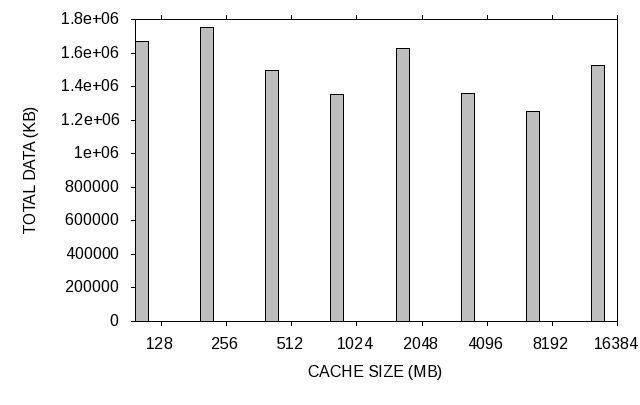 1.8e+06
1.6e+06
1.4e+06
1.2e+06
1e+06
800000
600000
400000
200000
0
TOTAL DATA (KB)
128 256 512 1024 2048 4096 8192 16384
CACHE SIZE (MB)